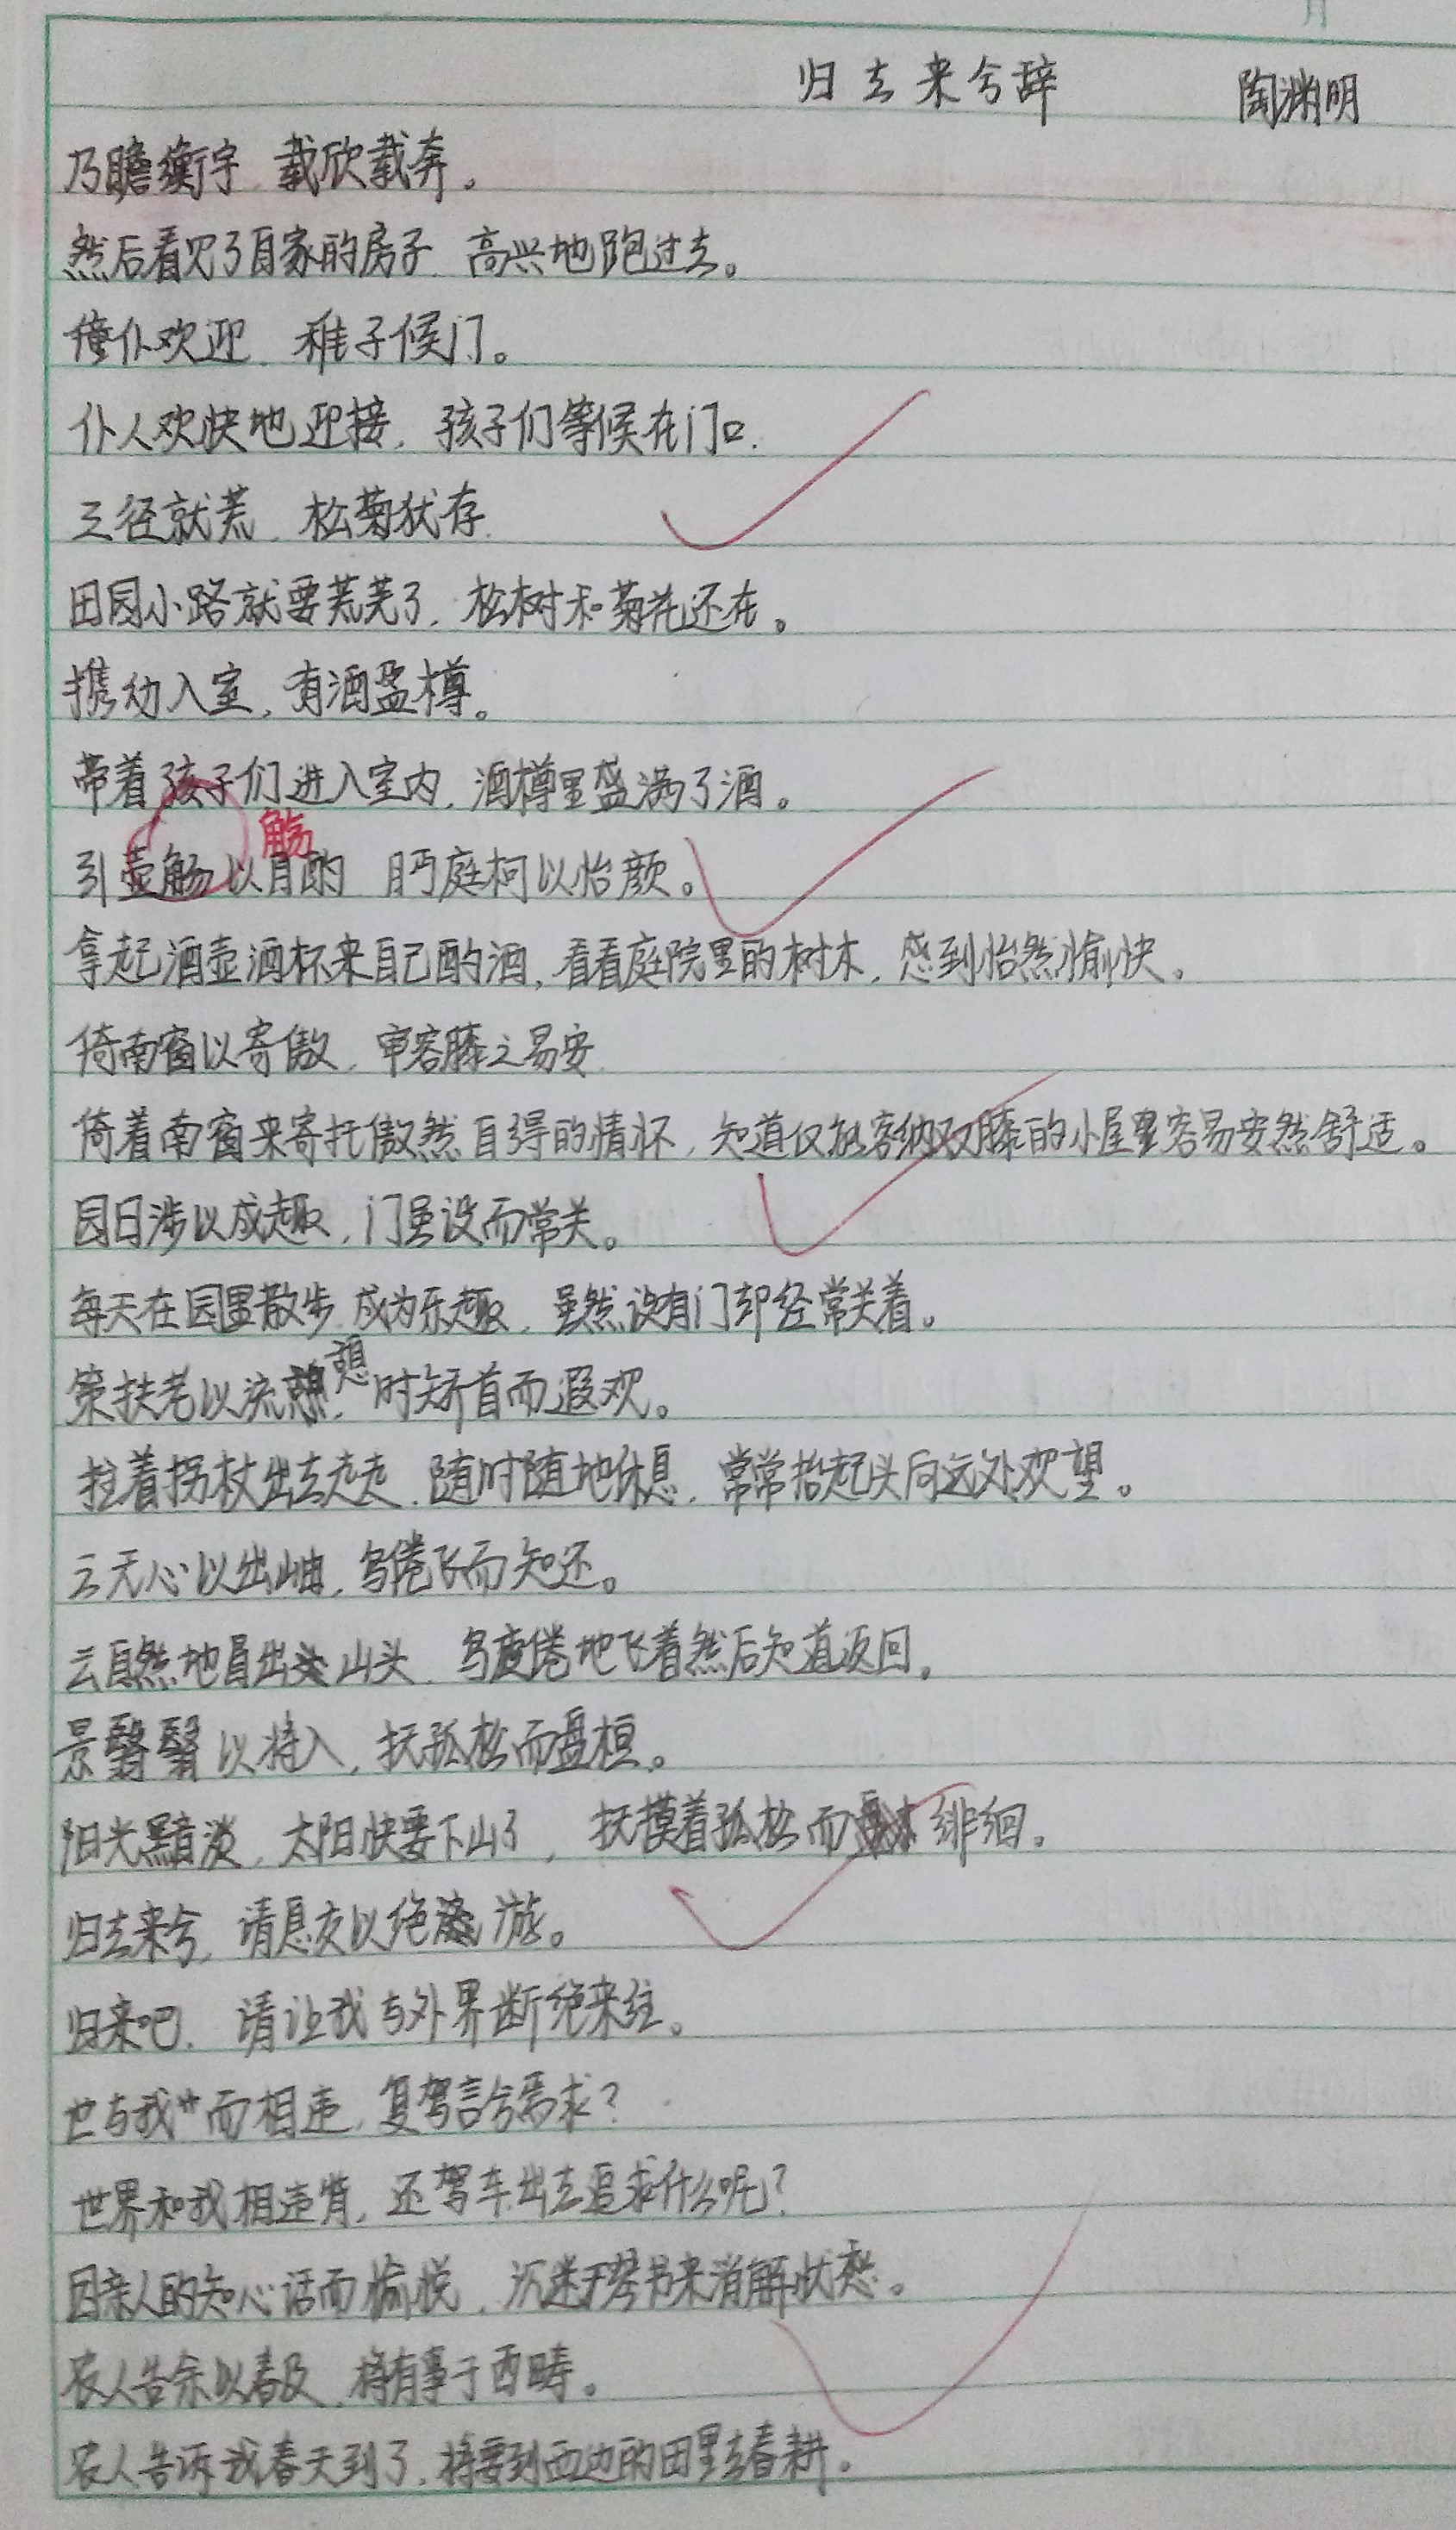 月
归去来兮辞 陶渊明
乃瞻衡宇,载欣载奔。
然后看见了自家的房子,高兴地跑过去。
僮仆欢迎,稚子候门。
仆人欢快地迎接,孩子们等候在门口.
三径就荒,松菊犹存.
田园小路就要荒芜了,松树和菊花还在。
携幼入室,有酒盈樽。
带着孩子们进入室内,酒樽里盛满了酒。
觞
引壶觞以自酌 眄庭柯以怡颜。
拿起酒壶酒杯来自己酌酒,看看庭院里的树木,感到怡然愉快。
倚南窗以寄傲,审容膝之易安.
倚着南窗来寄托傲然自得的情怀,知道仅能容纳双膝的小屋里容易安然舒适。
园日涉以成趣,门虽设而常关。
每天在园里散步,成为乐趣,虽然设有门却经常关着。
策扶老以流憩,时矫首而遐观。
拄着拐杖出去走走,随时随地休息,常常抬起头向远处观望。
云无心以出岫,鸟倦飞而知还。
云自然地冒出山头,鸟疲倦地飞着然后知道返回。
景翳翳以将入,抚孤松而盘桓。
阳光黯淡,太阳快要下山了,抚摸着孤松而徘徊。
归去来兮,请息交以绝游。
归来吧,请让我与外界断绝来往。
世与我而相违,复驾言兮焉求?
世界和我相违背,还驾车出去追求什么呢?
因亲人的知心话而愉悦,沉迷于琴书来消解忧愁。
农人告余以春及,将有事于西畴。
农人告诉我春天到了,将要到西边的田里去春耕。